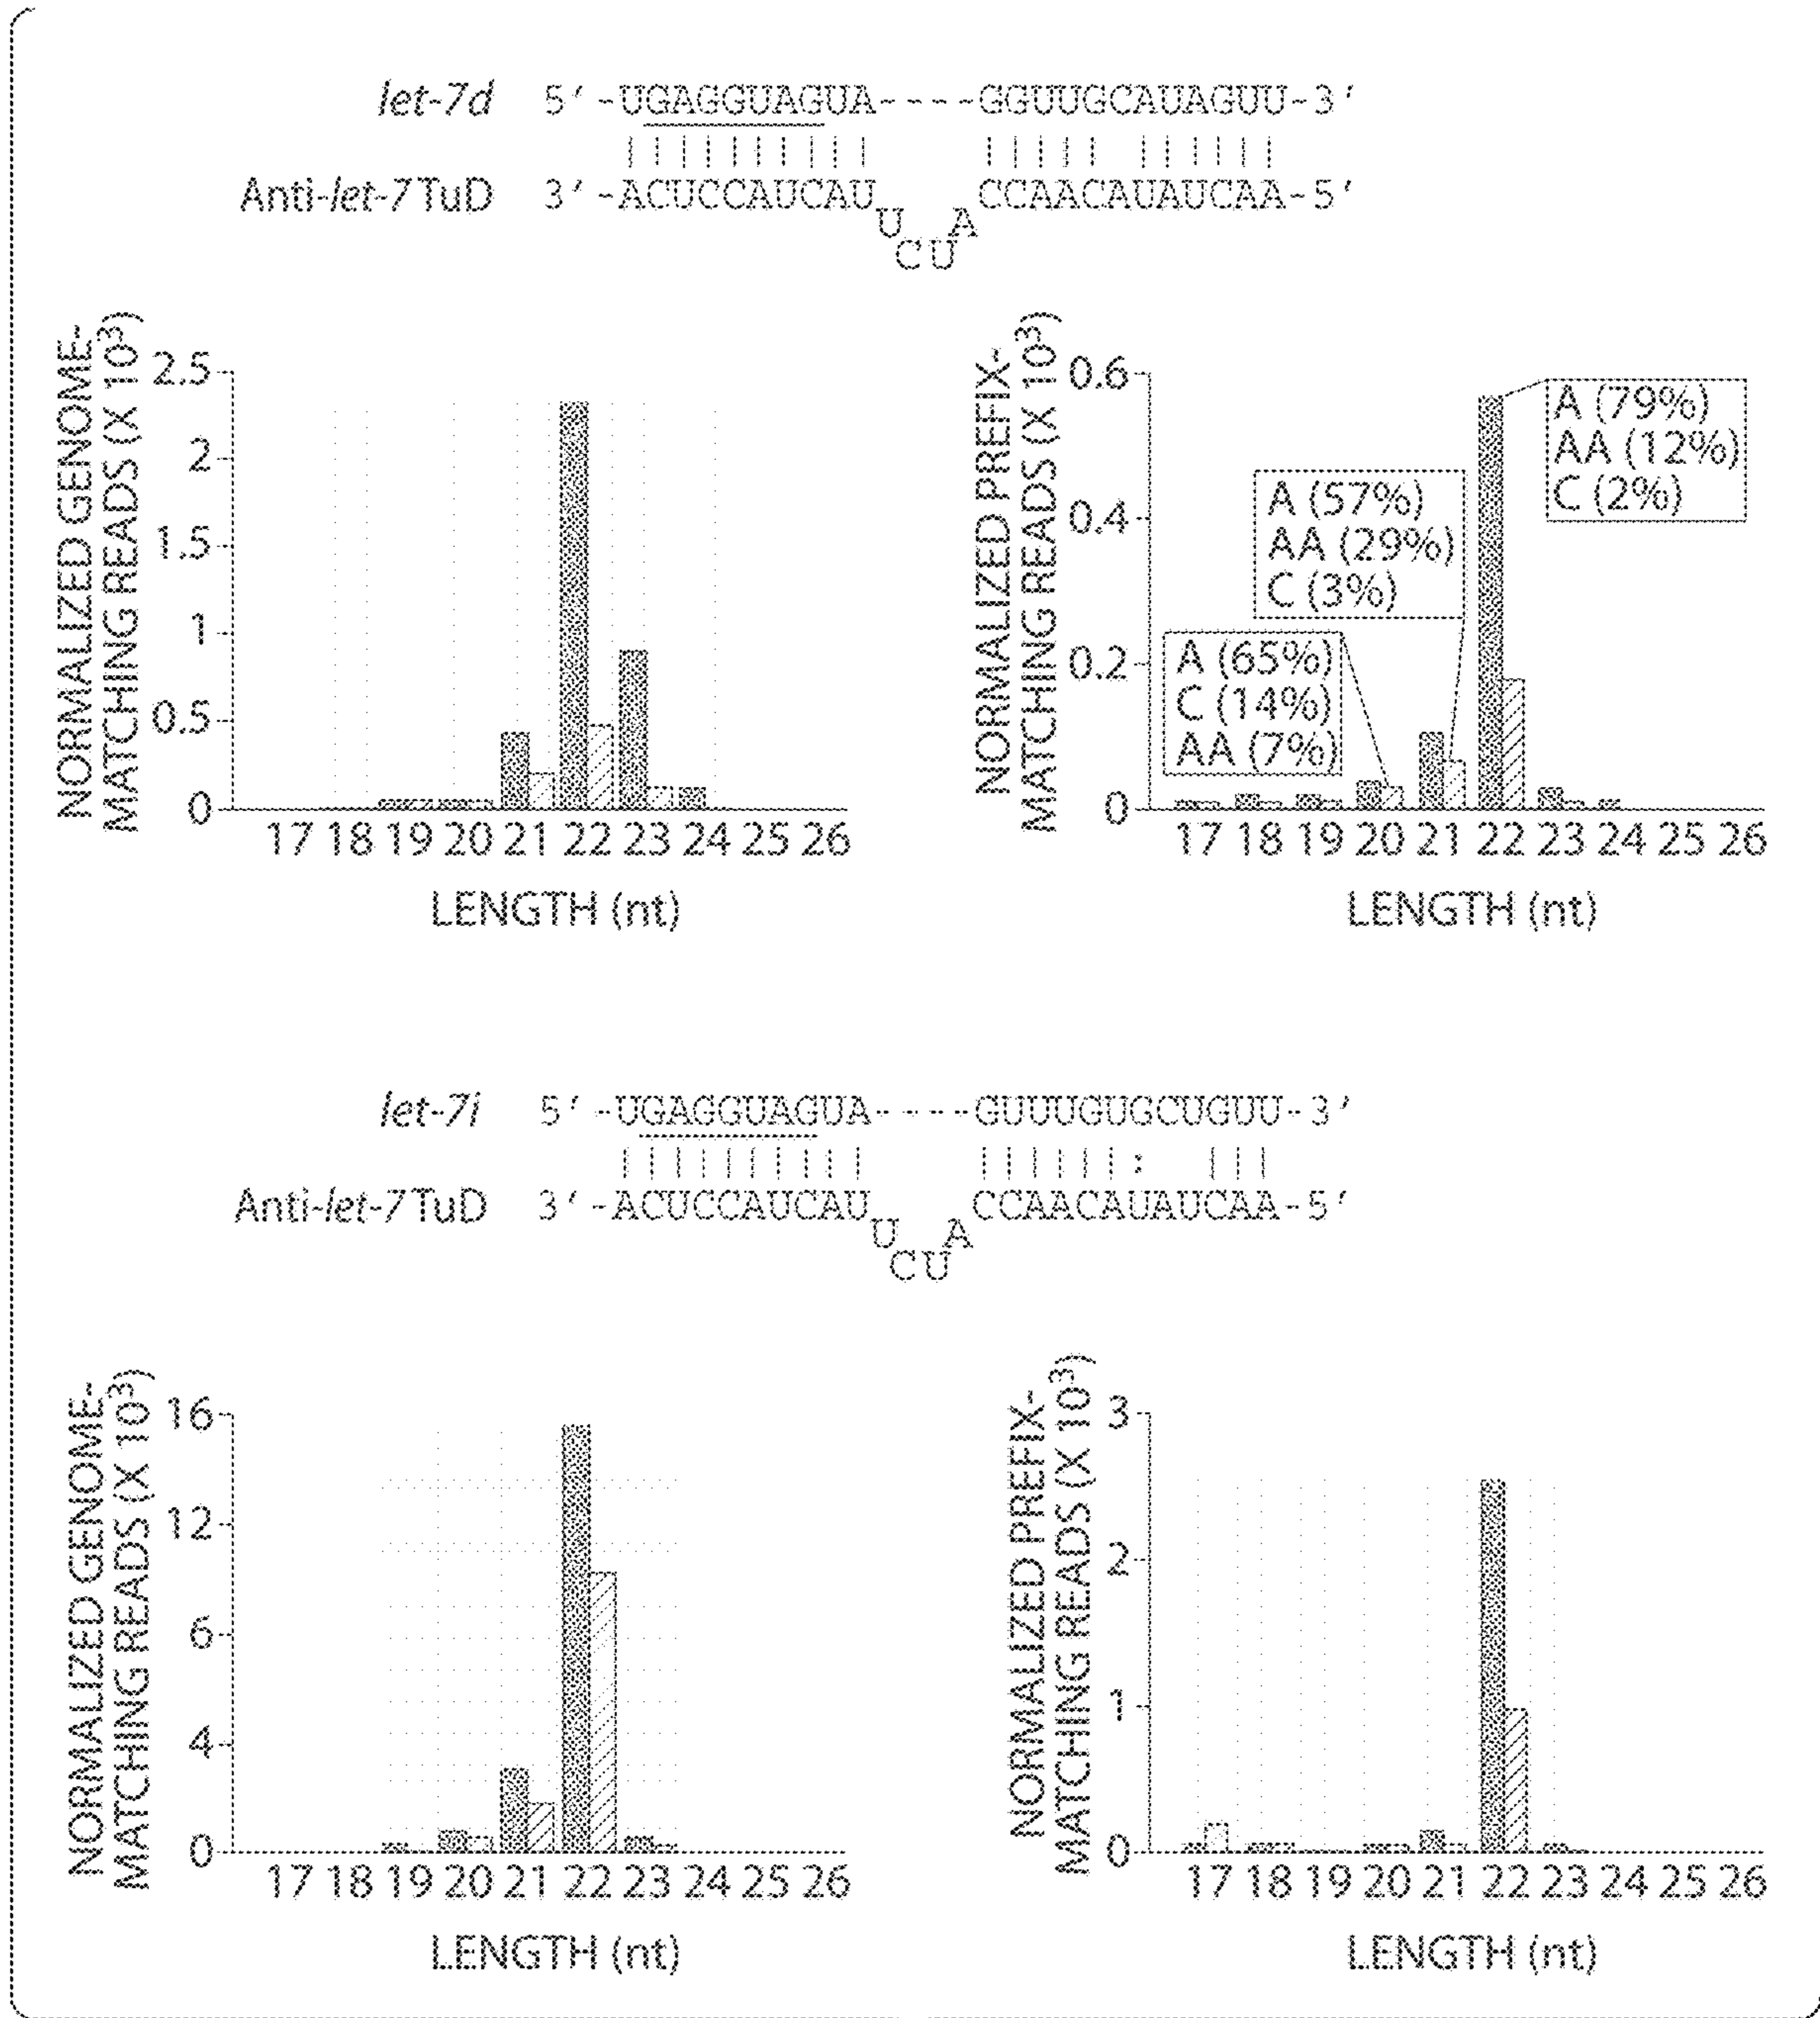 let-7d 5' -UGAGGUAGUA----GGUUGCAUAGUU-3'
Anti-let-7 TuD 3' -ACUCCAUCAU CCAACAUAUCAA-5'
U A
CU
NORMALIZED GENOME-
MATCHING READS (X 10³)
2.5
2
1.5
1
0.5
0
17 18 19 20 21 22 23 24 25 26
LENGTH (nt)
NORMALIZED PREFIX-
MATCHING READS (X 10³)
0.6
0.4
0.2
0
A (65%)
C (14%)
AA (7%)
A (57%)
AA (29%)
C (3%)
A (79%)
AA (12%)
C (2%)
17 18 19 20 21 22 23 24 25 26
LENGTH (nt)
let-7i 5' -UGAGGUAGUA----GUUUGUGCUGUU-3'
:
Anti-let-7 TuD 3' -ACUCCAUCAU CCAACAUAUCAA-5'
U A
CU
NORMALIZED GENOME-
MATCHING READS (X 10³)
16
12
6
4
0
17 18 19 20 21 22 23 24 25 26
LENGTH (nt)
NORMALIZED PREFIX-
MATCHING READS (X 10³)
3
2
1
0
17 18 19 20 21 22 23 24 25 26
LENGTH (nt)